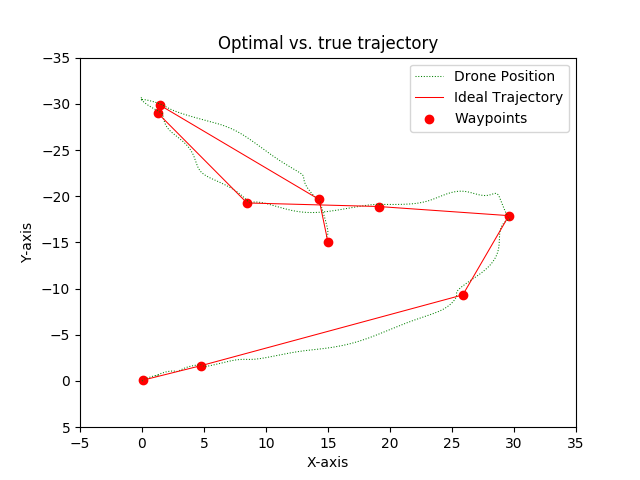 Optimal vs. true trajectory
−35
−30
−25
−20
−15
−10
−5
0
5
Y-axis
Drone Position
Ideal Trajectory
Waypoints
−5 0 5 10 15 20 25 30 35
X-axis